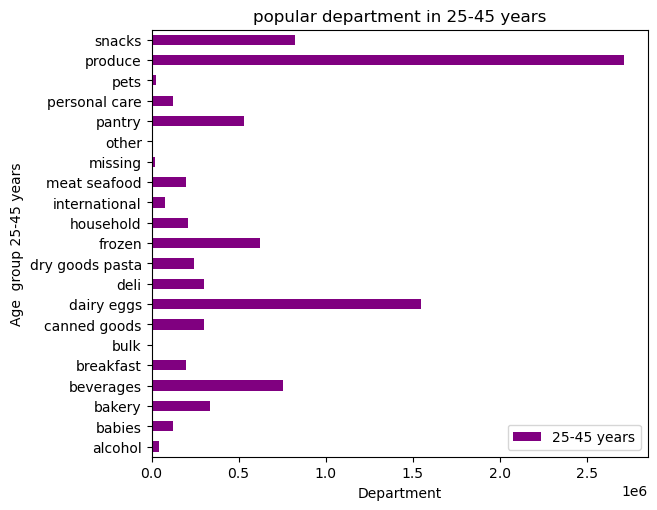 popular department in 25-45 years
snacks
produce
pets
personal care
pantry
other
missing
meat seafood
international
household
frozen
dry goods pasta
deli
dairy eggs
canned goods
bulk
breakfast
beverages
bakery
babies
alcohol
Age  group 25-45 years
25-45 years
0.0 0.5 1.0 1.5 2.0 2.5
1e6
Department